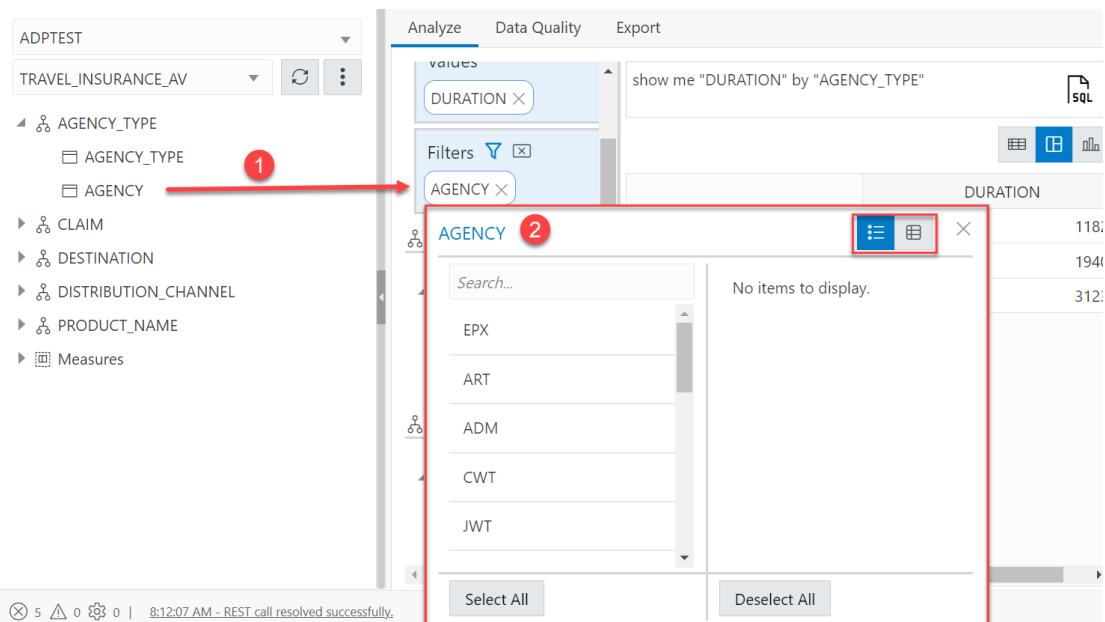 ADPTEST
TRAVEL_INSURANCE_AV
AGENCY_TYPE
AGENCY_TYPE
AGENCY
CLAIM
DESTINATION
DISTRIBUTION_CHANNEL
PRODUCT_NAME
Measures
1
Analyze Data Quality Export
Values
DURATION
Filters
AGENCY
show me "DURATION" by "AGENCY_TYPE"
SQL
DURATION
1182
1940
3123
AGENCY 2
Search...
EPX
ART
ADM
CWT
JWT
Select All
No items to display.
Deselect All
5 0 0 | 8:12:07 AM - REST call resolved successfully.